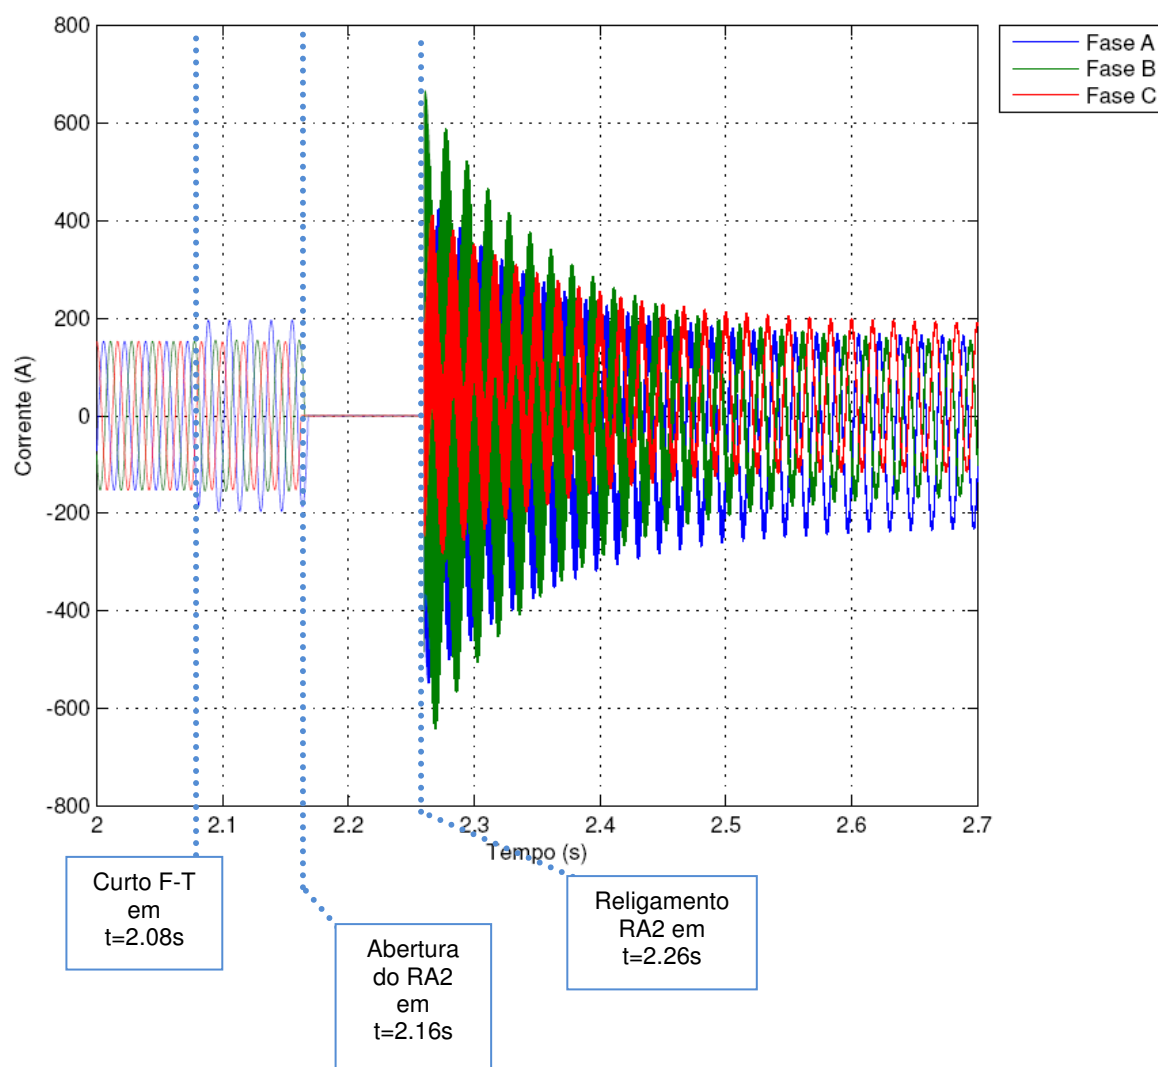 800
600
400
200
0
-200
-400
-600
-800
Corrente (A)
2
2.1
2.2
2.3
2.4
2.5
2.6
2.7
Tempo (s)
Fase A
Fase B
Fase C
Curto F-T
em
t=2.08s
Abertura
do RA2
em
t=2.16s
Religamento
RA2 em
t=2.26s